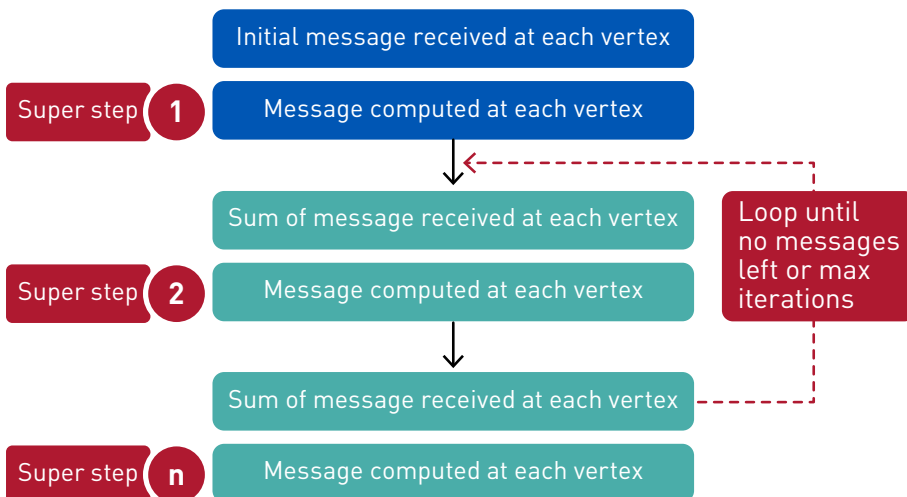 Initial message received at each vertex
Super step 1
Message computed at each vertex
Sum of message received at each vertex
Loop until
no messages
left or max
iterations
Super step 2
Message computed at each vertex
Sum of message received at each vertex
Super step n
Message computed at each vertex